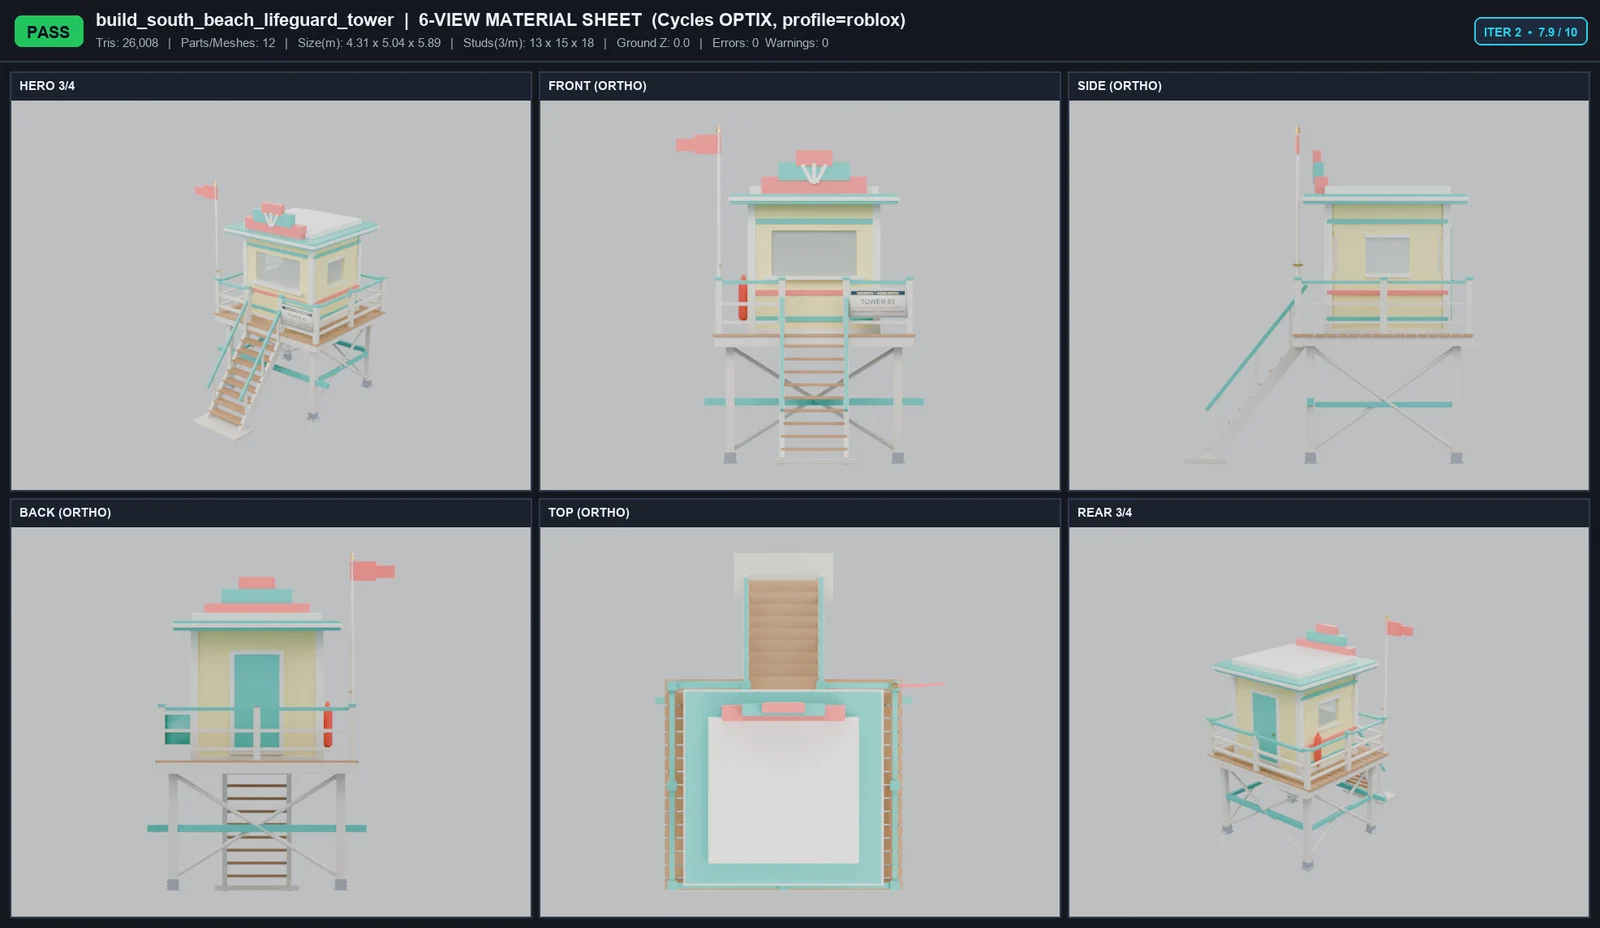 PASS
build_south_beach_lifeguard_tower | 6-VIEW MATERIAL SHEET (Cycles OPTIX, profile=roblox)
Tris: 26,008 | Parts/Meshes: 12 | Size(m): 4.31 x 5.04 x 5.89 | Studs(3/m): 13 x 15 x 18 | Ground Z: 0.0 | Errors: 0 Warnings: 0
ITER 2 • 7.9 / 10
HERO 3/4
FRONT (ORTHO)
SIDE (ORTHO)
TOWER 03
BACK (ORTHO)
TOP (ORTHO)
REAR 3/4